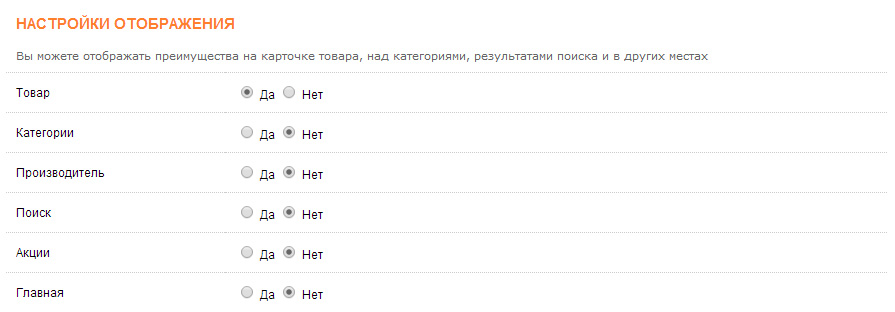 НАСТРОЙКИ ОТОБРАЖЕНИЯ
Вы можете отображать преимущества на карточке товара, над категориями, результатами поиска и в других местах
Товар Да Нет
Категории Да Нет
Производитель Да Нет
Поиск Да Нет
Акции Да Нет
Главная Да Нет